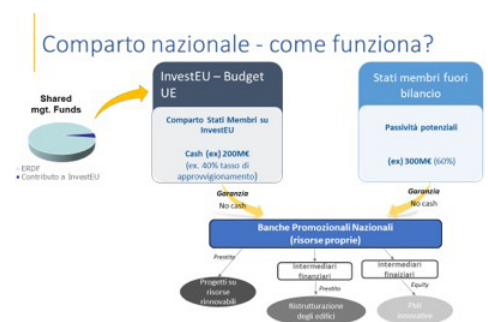 Comparto nazionale - come funziona?
Shared
mgt. Funds
- ERDF
Contributo a InvestEU
InvestEU – Budget
UE
Comparto Stati Membri su
InvestEU
Cash (ex) 200M€
(ex. 40% tasso di
approvvigionamento)
Stati membri fuori
bilancio
Passività potenziali
(ex) 300M€ (60%)
Garanzia
No cash
Garanzia
No cash
Banche Promozionali Nazionali
(risorse proprie)
Prestito
Intermediari
finanziari
Intermediari
Prestito
Equity
Progetti su
risorse
rinnovabili
Ristrutturazione
degli edifici
PMI
innovative